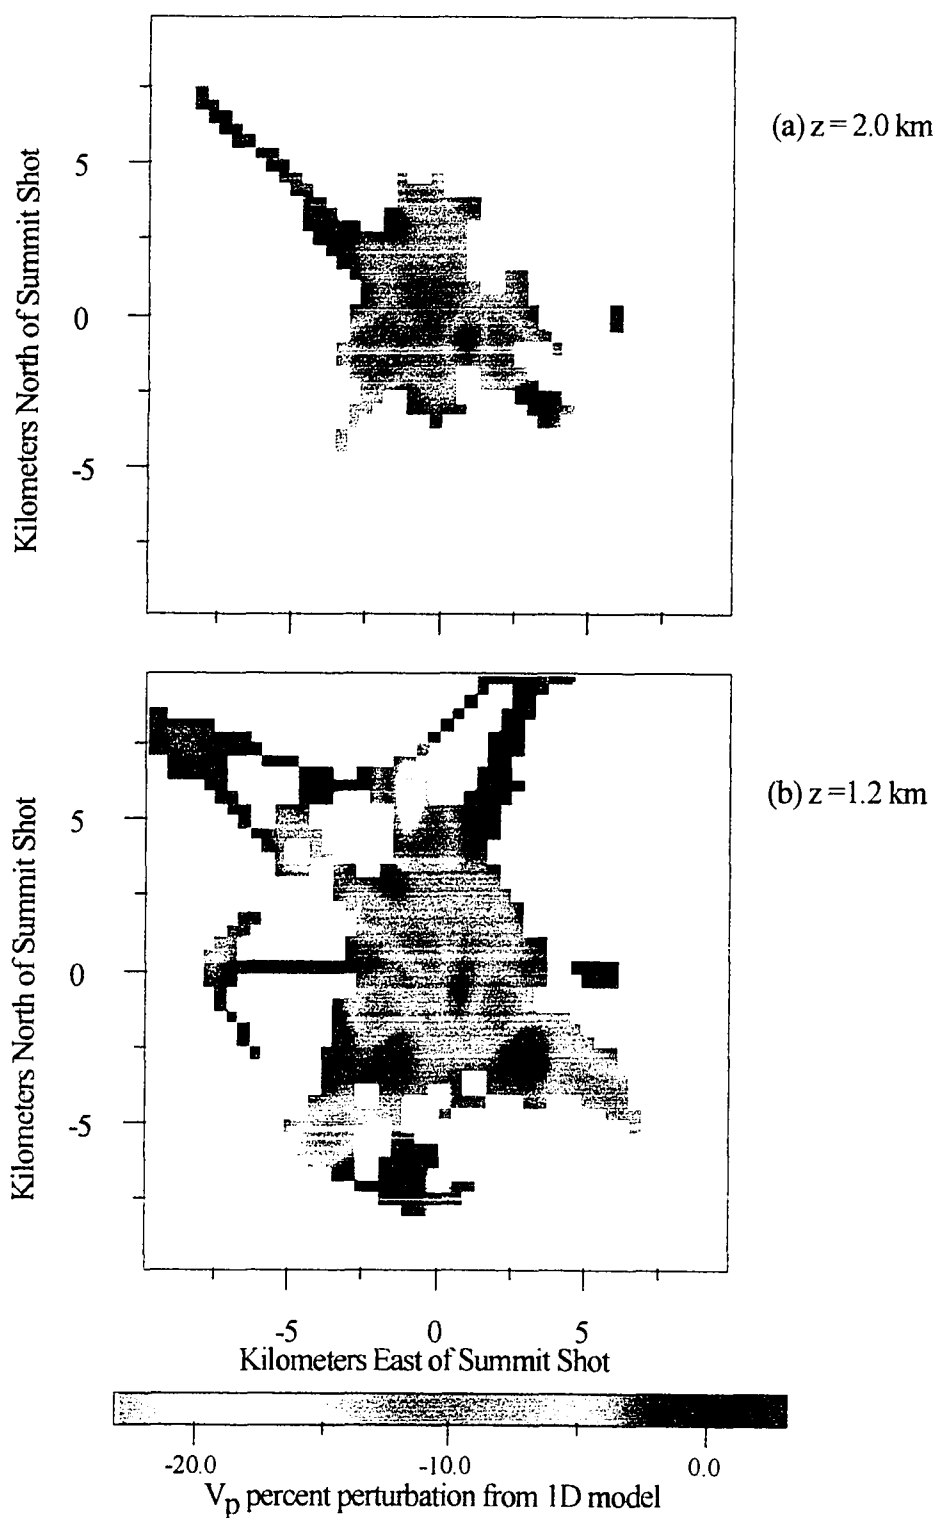 (a) z = 2.0 km
Kilometers North of Summit Shot
5
0
-5
(b) z =1.2 km
Kilometers North of Summit Shot
5
0
-5
-5 0 5
Kilometers East of Summit Shot
-20.0 -10.0 0.0
Vp percent perturbation from 1D model